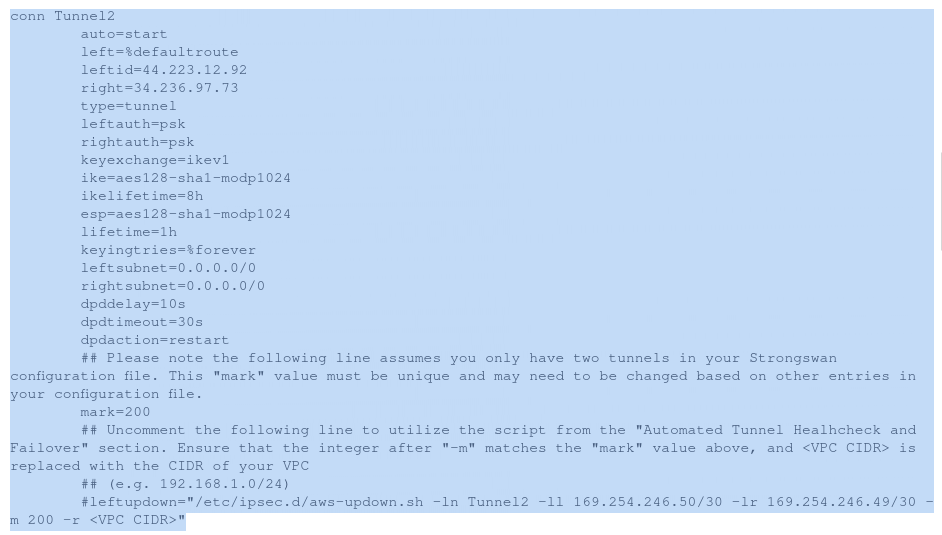 conn Tunnel2
auto=start
left=%defaultroute
leftid=44.223.12.92
right=34.236.97.73
type=tunnel
leftauth=psk
rightauth=psk
keyexchange=ikev1
ike=aes128-sha1-modp1024
ikelifetime=8h
esp=aes128-sha1-modp1024
lifetime=1h
keyingtries=%forever
leftsubnet=0.0.0.0/0
rightsubnet=0.0.0.0/0
dpddelay=10s
dpdtimeout=30s
dpdaction=restart
## Please note the following line assumes you only have two tunnels in your Strongswan
configuration file. This "mark" value must be unique and may need to be changed based on other entries in
your configuration file.
mark=200
## Uncomment the following line to utilize the script from the "Automated Tunnel Healhcheck and
Failover" section. Ensure that the integer after "-m" matches the "mark" value above, and <VPC CIDR> is
replaced with the CIDR of your VPC
## (e.g. 192.168.1.0/24)
#leftupdown="/etc/ipsec.d/aws-updown.sh -ln Tunnel2 -ll 169.254.246.50/30 -lr 169.254.246.49/30 -
m 200 -r <VPC CIDR>"